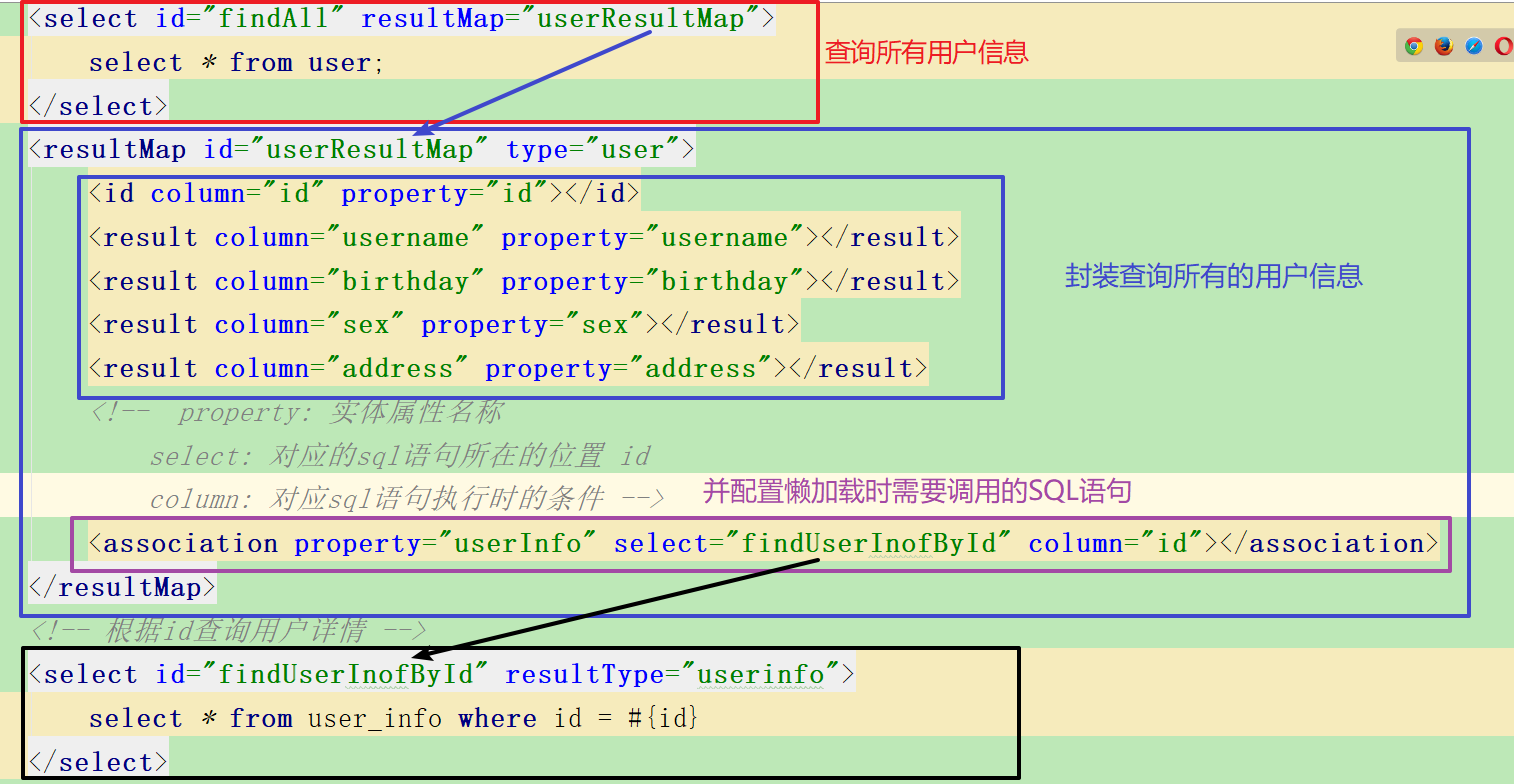 <select id="findAll" resultMap="userResultMap">
select * from user;
查询所有用户信息
</select>
<resultMap id="userResultMap" type="user">
<id column="id" property="id"></id>
<result column="username" property="username"></result>
<result column="birthday" property="birthday"></result>
封装查询所有的用户信息
<result column="sex" property="sex"></result>
<result column="address" property="address"></result>
<!-- property: 实体属性名称
select: 对应的sql语句所在的位置 id
column: 对应sql语句执行时的条件 -->
并配置懒加载时需要调用的SQL语句
<association property="userInfo" select="findUserInofById" column="id"></association>
</resultMap>
<!-- 根据id查询用户详情 -->
<select id="findUserInofById" resultType="userinfo">
select * from user_info where id = #{id}
</select>